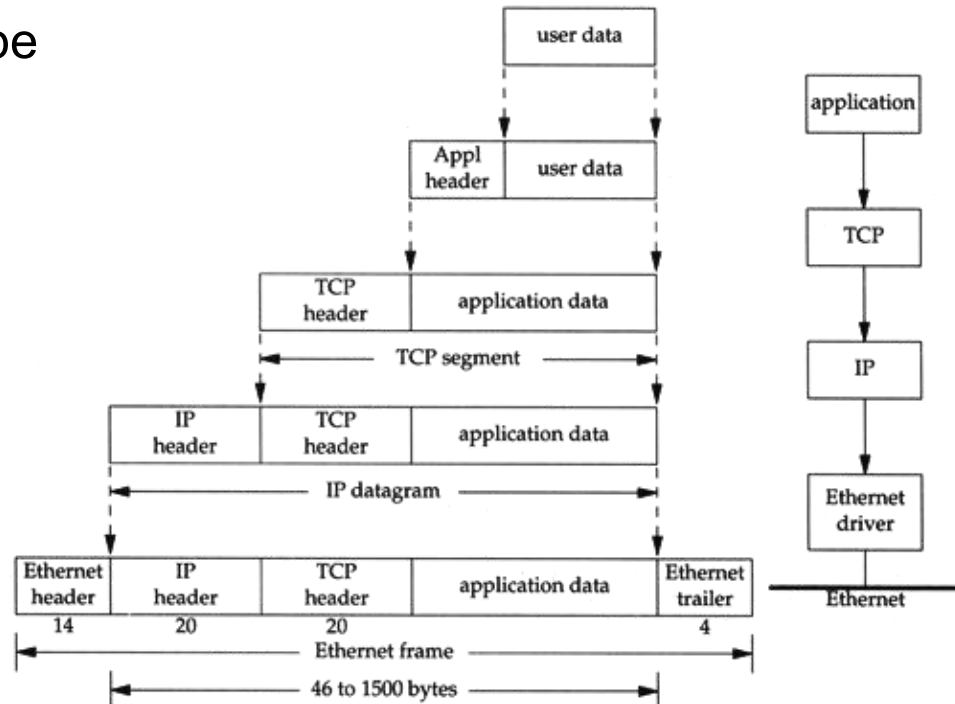 pe
user data
application
Appl
header
user data
TCP
TCP
header
application data
TCP segment
IP
IP
header
TCP
header
application data
IP datagram
Ethernet
driver
Ethernet
header
IP
header
TCP
header
application data
Ethernet
trailer
Ethernet
14 20 20 4
Ethernet frame
46 to 1500 bytes